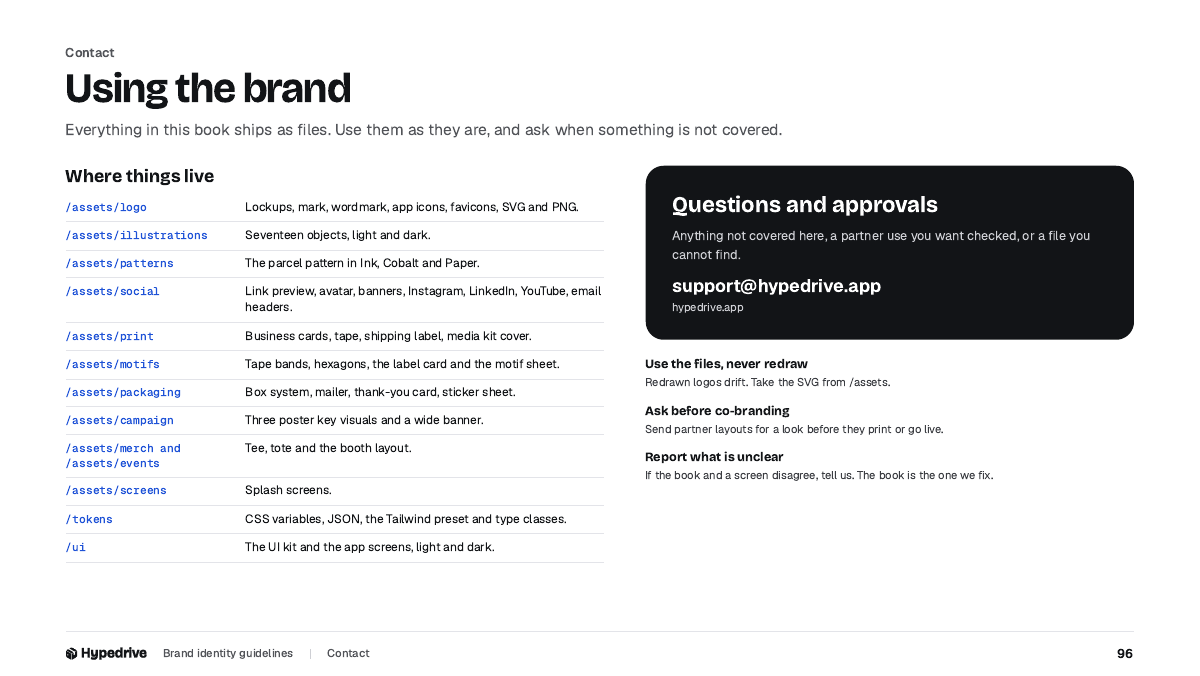 Contact
Using the brand
Everything in this book ships as files. Use them as they are, and ask when something is not covered.
Where things live
/assets/logo
Lockups, mark, wordmark, app icons, favicons, SVG and PNG.
/assets/illustrations
Seventeen objects, light and dark.
/assets/patterns
The parcel pattern in Ink, Cobalt and Paper.
/assets/social
Link preview, avatar, banners, Instagram, LinkedIn, YouTube, email
headers.
/assets/print
Business cards, tape, shipping label, media kit cover.
/assets/motifs
Tape bands, hexagons, the label card and the motif sheet.
/assets/packaging
Box system, mailer, thank-you card, sticker sheet.
/assets/campaign
Three poster key visuals and a wide banner.
/assets/merch and
/assets/events
Tee, tote and the booth layout.
/assets/screens
Splash screens.
/tokens
CSS variables, JSON, the Tailwind preset and type classes.
/ui
The UI kit and the app screens, light and dark.
Questions and approvals
Anything not covered here, a partner use you want checked, or a file you
cannot find.
support@hypedrive.app
hypedrive.app
Use the files, never redraw
Redrawn logos drift. Take the SVG from /assets.
Ask before co-branding
Send partner layouts for a look before they print or go live.
Report what is unclear
If the book and a screen disagree, tell us. The book is the one we fix.
Hypedrive
Brand identity guidelines
Contact
96